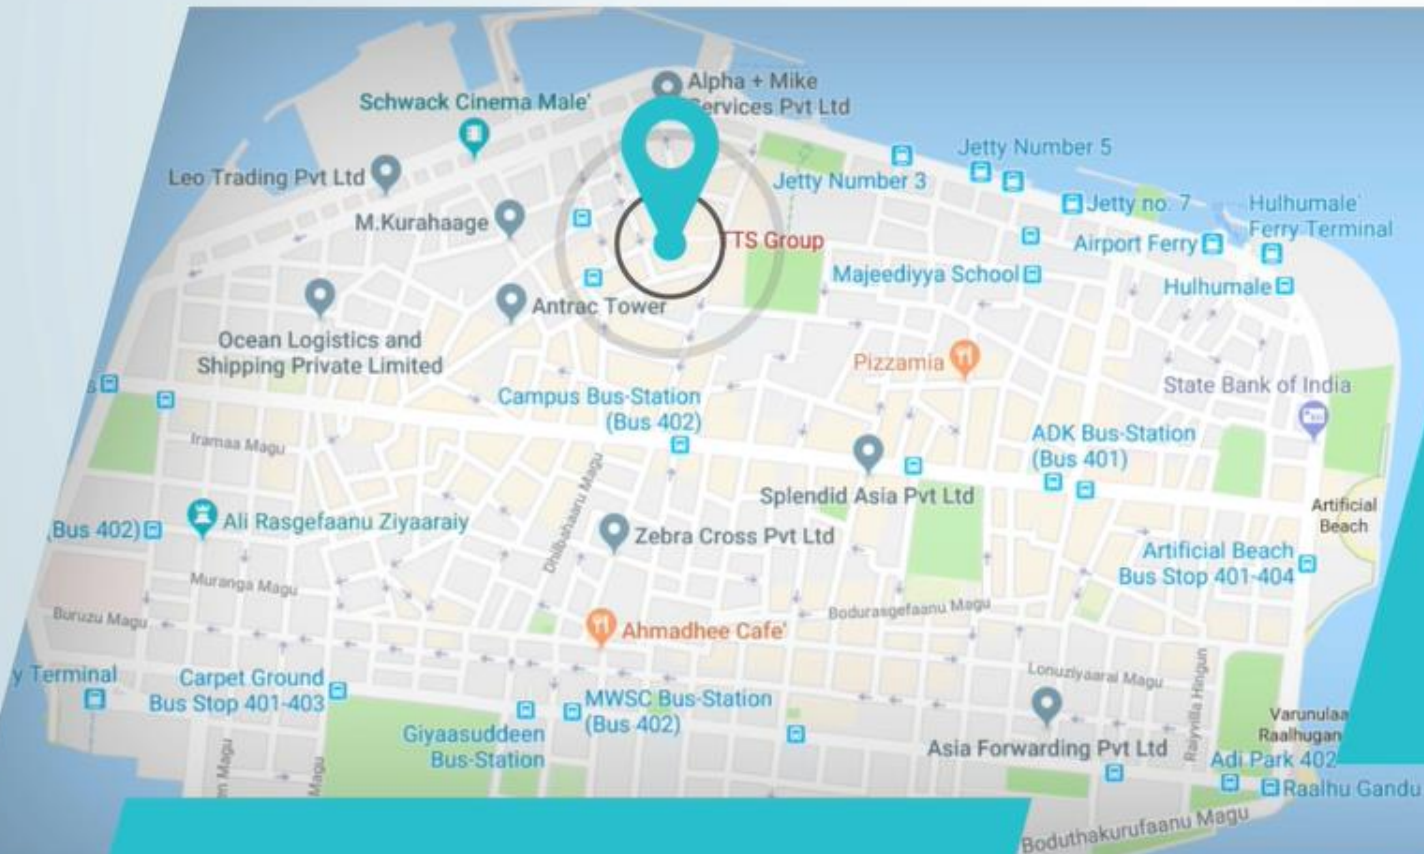 Alpha + Mike
Services Pvt Ltd
Schwack Cinema Male'
Jetty Number 5
Leo Trading Pvt Ltd
Jetty Number 3
Jetty no. 7
Hulhumale'
Ferry Terminal
M.Kurahaage
TTS Group
Airport Ferry
Majeediyya School
Hulhumale
Antrac Tower
Ocean Logistics and
Shipping Private Limited
Pizzamia
State Bank of India
Campus Bus-Station
(Bus 402)
Iramaa Magu
ADK Bus-Station
(Bus 401)
Splendid Asia Pvt Ltd
Artificial
Beach
Ali Rasgefaanu Ziyaaraiy
(Bus 402)
Dhilbahaaru Magu
Zebra Cross Pvt Ltd
Artificial Beach
Bus Stop 401-404
Muranga Magu
Buruzu Magu
Bodurasgefaanu Magu
Ahmadhee Cafe'
Lonuziyaarai Magu
y Terminal
Carpet Ground
Bus Stop 401-403
MWSC Bus-Station
(Bus 402)
Giyaasuddeen
Bus-Station
Asia Forwarding Pvt Ltd
Raiyvilla Hingun
Varunulaa
Raalhugan
Adi Park 402
Raalhu Gandu
en Magu
Magu
Boduthakurufaanu Magu